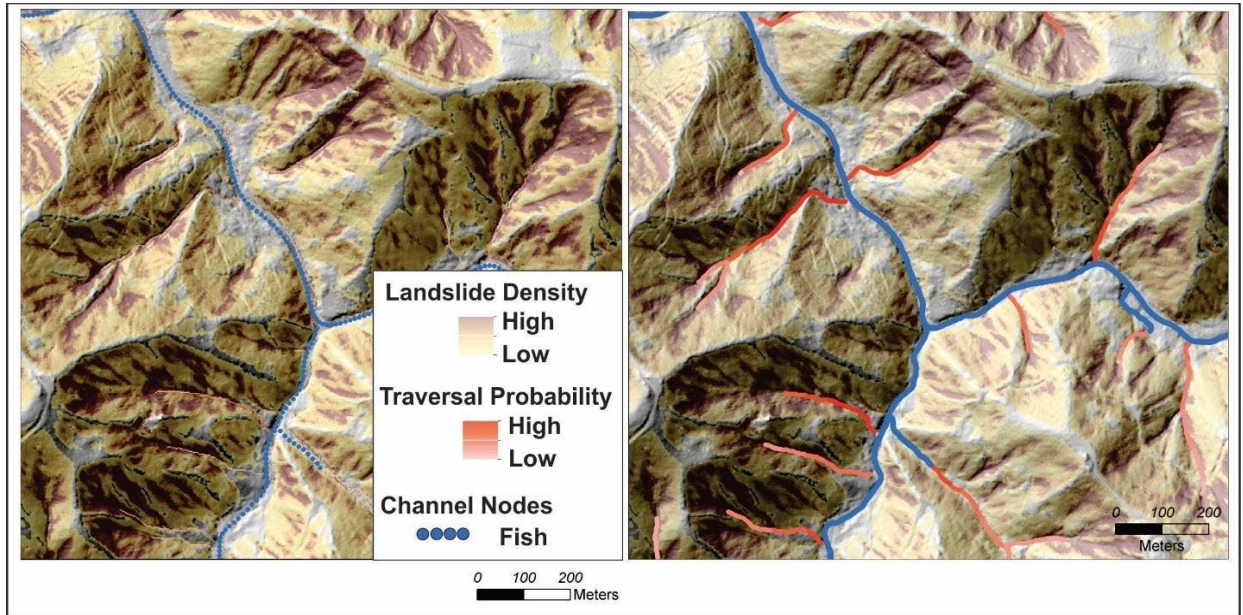 Landslide Density
High
Low
Traversal Probability
High
Low
Channel Nodes
Fish
0 100 200
Meters
0 100 200
Meters